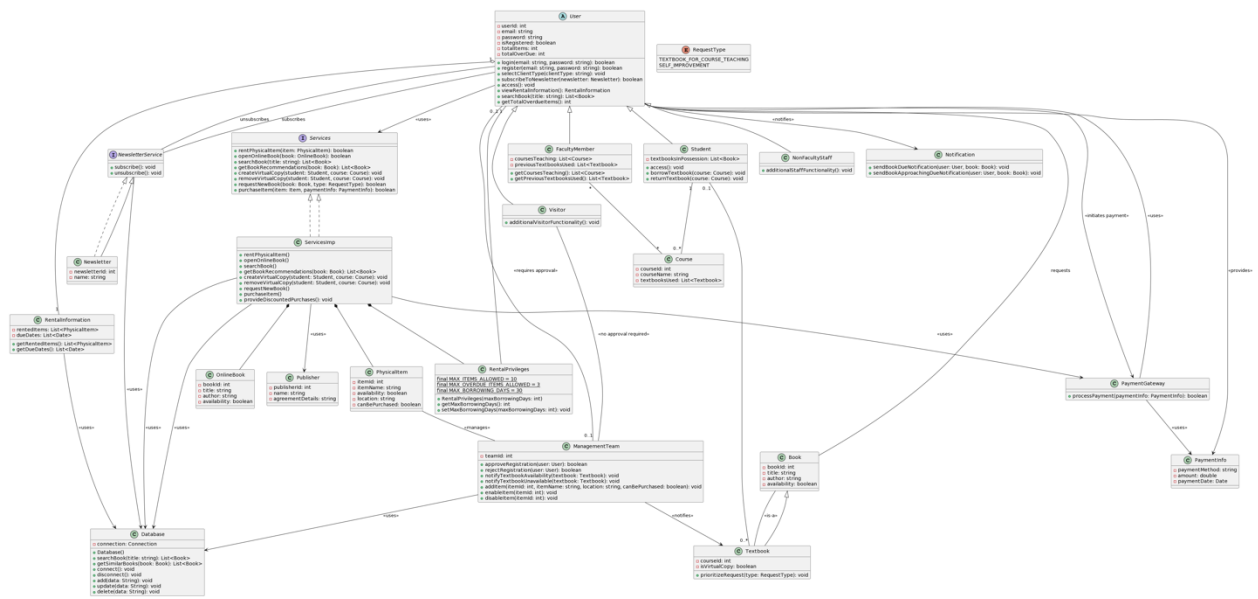 User
userId: int
email: string
password: string
isRegistered: boolean
totalItems: int
totalOverDue: int
login(email: string, password: string): boolean
register(email: string, password: string): boolean
selectClientType(clientType: string): void
subscribeToNewsletter(newsletter: Newsletter): boolean
access(): void
viewRentalInformation(): RentalInformation
searchBook(title: string): List<Book>
getTotalOverdueItems(): int
RequestType
TEXTBOOK_FOR_COURSE_TEACHING
SELF_IMPROVEMENT
unsubscribes
subscribes
«uses»
0..1
1
«notifies»
NewsletterService
subscribe(): void
unsubscribe(): void
Services
rentPhysicalItem(item: PhysicalItem): boolean
openOnlineBook(book: OnlineBook): boolean
searchBook(title: string): List<Book>
getBookRecommendations(book: Book): List<Book>
createVirtualCopy(student: Student, course: Course): void
removeVirtualCopy(student: Student, course: Course): void
requestNewBook(book: Book, type: RequestType): boolean
purchaseItem(item: Item, paymentInfo: PaymentInfo): boolean
FacultyMember
coursesTeaching: List<Course>
previousTextbooksUsed: List<Textbook>
getCoursesTeaching(): List<Course>
getPreviousTextbooksUsed(): List<Textbook>
Student
textbooksInPossession: List<Book>
access(): void
borrowTextbook(course: Course): void
returnTextbook(course: Course): void
NonFacultyStaff
additionalStaffFunctionality(): void
Notification
sendBookDueNotification(user: User, book: Book): void
sendBookApproachingDueNotification(user: User, book: Book): void
*
1
0..1
Visitor
additionalVisitorFunctionality(): void
«initiates payment»
«uses»
Newsletter
newsletterId: int
name: string
ServicesImp
rentPhysicalItem()
openOnlineBook()
searchBook()
getBookRecommendations(book: Book): List<Book>
createVirtualCopy(student: Student, course: Course): void
removeVirtualCopy(student: Student, course: Course): void
requestNewBook()
purchaseItem()
provideDiscountedPurchases(): void
*
0..*
Course
courseId: int
courseName: string
textbooksUsed: List<Textbook>
«requires approval»
requests
«provides»
RentalInformation
rentedItems: List<PhysicalItem>
dueDates: List<Date>
getRentedItems(): List<PhysicalItem>
getDueDates(): List<Date>
«uses»
«no approval required»
«uses»
OnlineBook
bookId: int
title: string
author: string
availability: boolean
Publisher
publisherId: int
name: string
agreementDetails: string
PhysicalItem
itemId: int
itemName: string
availability: boolean
location: string
canBePurchased: boolean
RentalPrivileges
final MAX_ITEMS_ALLOWED = 10
final MAX_OVERDUE_ITEMS_ALLOWED = 3
final MAX_BORROWING_DAYS = 30
RentalPrivileges(maxBorrowingDays: int)
getMaxBorrowingDays(): int
setMaxBorrowingDays(maxBorrowingDays: int): void
PaymentGateway
processPayment(paymentInfo: PaymentInfo): boolean
«uses»
«uses»
«uses»
«uses»
«manages»
0..1
«uses»
ManagementTeam
teamId: int
approveRegistration(user: User): boolean
rejectRegistration(user: User): boolean
notifyTextbookAvailability(textbook: Textbook): void
notifyTextbookUnavailable(textbook: Textbook): void
addItem(itemId: int, itemName: string, location: string, canBePurchased: boolean): void
enableItem(itemId: int): void
disableItem(itemId: int): void
Book
bookId: int
title: string
author: string
availability: boolean
PaymentInfo
paymentMethod: string
amount: double
paymentDate: Date
«uses»
«notifies»
«is a»
0..*
Database
connection: Connection
Database()
searchBook(title: string): List<Book>
getSimilarBooks(book: Book): List<Book>
connect(): void
disconnect(): void
add(data: String): void
update(data: String): void
delete(data: String): void
Textbook
courseId: int
isVirtualCopy: boolean
prioritizeRequest(type: RequestType): void